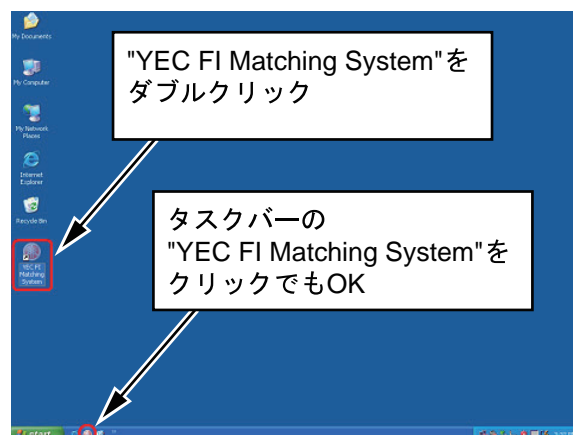 My Documents
"YEC FI Matching System"を
ダブルクリック
My Computer
My Network
Places
Internet
Explorer
Recycle Bin
タスクバーの
"YEC FI Matching System"を
クリックでもOK
YEC FI
Matching
System
start